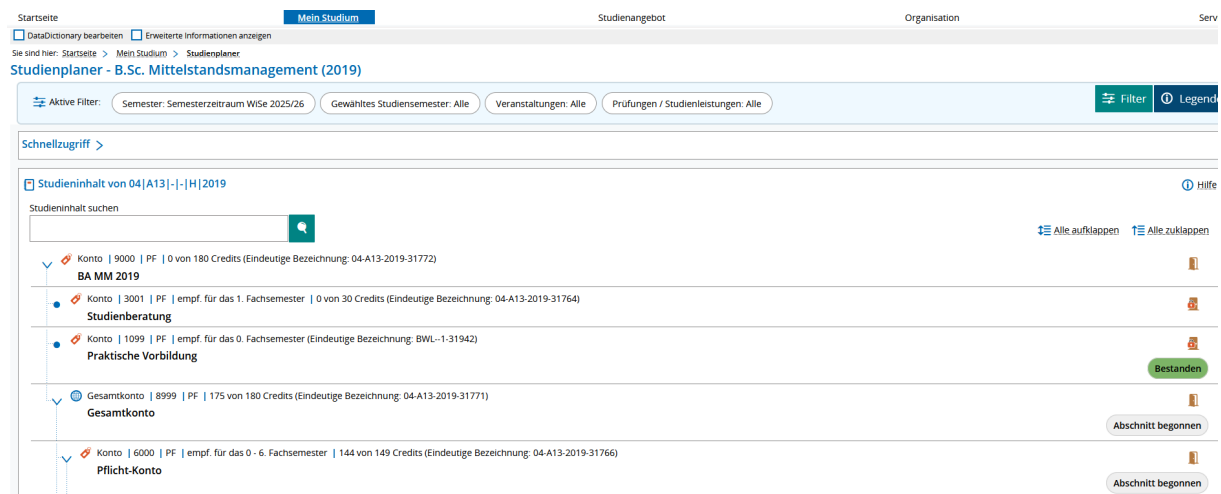 Startseite Mein Studium Studienangebot Organisation Serv
DataDictionary bearbeiten Erweiterte Informationen anzeigen
Sie sind hier: Startseite > Mein Studium > Studienplaner
Studienplaner - B.Sc. Mittelstandsmanagement (2019)
Aktive Filter: Semester: Semesterzeitraum WiSe 2025/26 Gewähltes Studiensemester: Alle Veranstaltungen: Alle Prüfungen / Studienleistungen: Alle Filter Legende
Schnellzugriff >
Studieninhalt von 04|A13|-|-|H|2019 Hilfe
Studieninhalt suchen
Alle aufklappen Alle zuklappen
Konto | 9000 | PF | 0 von 180 Credits (Eindeutige Bezeichnung: 04-A13-2019-31772)
BA MM 2019
Konto | 3001 | PF | empf. für das 1. Fachsemester | 0 von 30 Credits (Eindeutige Bezeichnung: 04-A13-2019-31764)
Studienberatung
Konto | 1099 | PF | empf. für das 0. Fachsemester (Eindeutige Bezeichnung: BWL--1-31942)
Praktische Vorbildung
Bestanden
Gesamtkonto | 8999 | PF | 175 von 180 Credits (Eindeutige Bezeichnung: 04-A13-2019-31771)
Gesamtkonto
Abschnitt begonnen
Konto | 6000 | PF | empf. für das 0 - 6. Fachsemester | 144 von 149 Credits (Eindeutige Bezeichnung: 04-A13-2019-31766)
Pflicht-Konto
Abschnitt begonnen